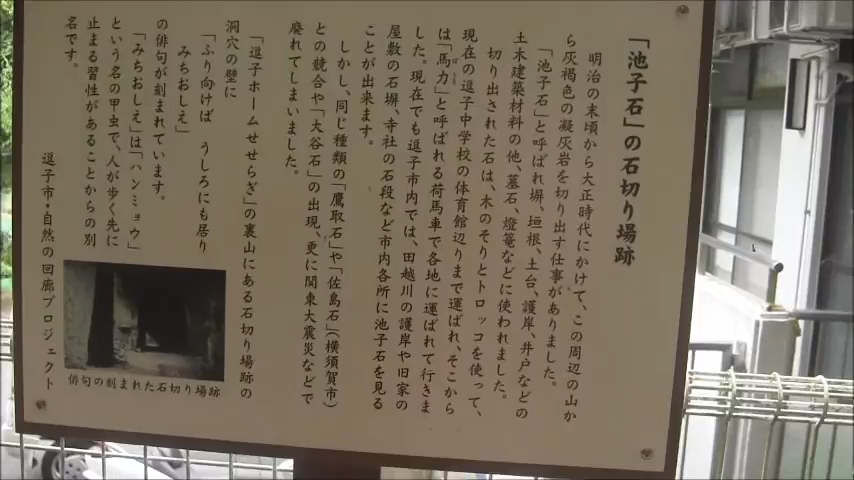 「池子石」の石切り場跡
明治の末頃から大正時代にかけて、この周辺の山か
ら灰褐色の凝灰岩を切り出す仕事がありました。
「池子石」と呼ばれ塀、垣根、土台、護岸、井戸などの
土木建築材料の他、墓石、燈篭などに使われました。
切り出された石は、木のそりとトロッコを使って、
現在の逗子中学校の体育館辺りまで運ばれ、そこから
は「馬力」と呼ばれる荷馬車で各地に運ばれて行きま
した。現在でも逗子市内では、田越川の護岸や旧家の
屋敷の石塀、寺社の石段など市内各所に池子石を見る
ことが出来ます。
しかし、同じ種類の「鷹取石」や「佐島石」(横須賀市)
との競合や「大谷石」の出現、更に関東大震災などで
廃れてしまいました。
「逗子ホームせせらぎ」の裏山にある石切り場跡の
洞穴の壁に
「ふり向けば うしろにも居り
みちおしえ」
の俳句が刻まれています。
「みちおしえ」は「ハンミョウ」
という名の甲虫で、人が歩く先に
止まる習性があることからの別
名です。
俳句の刻まれた石切り場跡
逗子市・自然の回廊プロジェクト